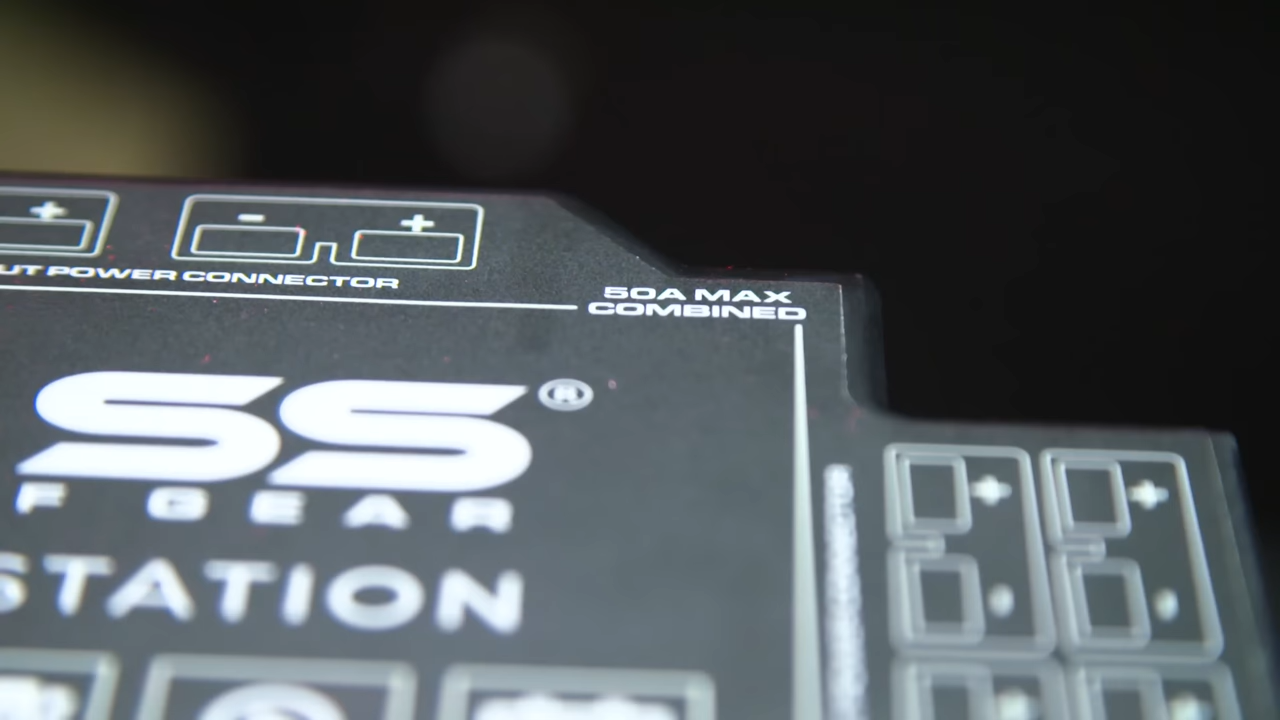 + - +
UT POWER CONNECTOR
50A MAX
COMBINED
SS®
F GEAR
STATION
+ +
- -